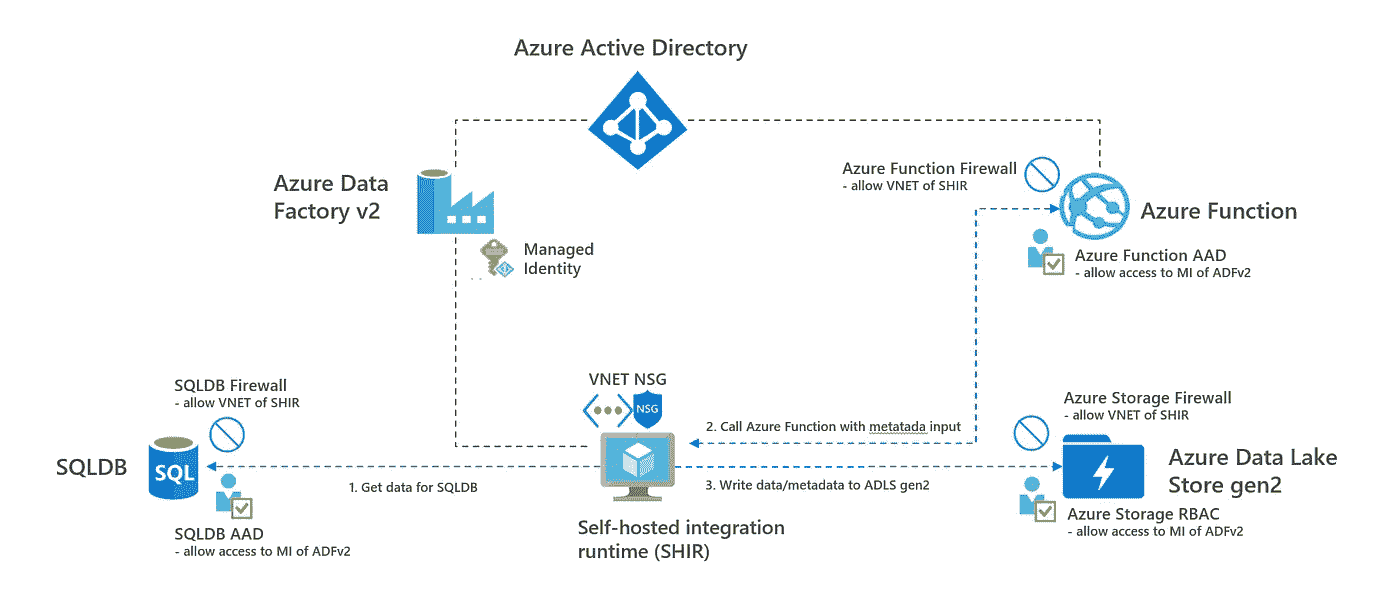 Azure Active Directory
Azure Data
Factory v2
Managed
Identity
Azure Function Firewall
- allow VNET of SHIR
Azure Function
Azure Function AAD
- allow access to MI of ADFv2
VNET NSG
NSG
SQLDB Firewall
- allow VNET of SHIR
SQLDB
SQL
1. Get data for SQLDB
SQLDB AAD
- allow access to MI of ADFv2
2. Call Azure Function with metatada input
3. Write data/metadata to ADLS gen2
Self-hosted integration
runtime (SHIR)
Azure Storage Firewall
- allow VNET of SHIR
Azure Data Lake
Store gen2
Azure Storage RBAC
- allow access to MI of ADFv2